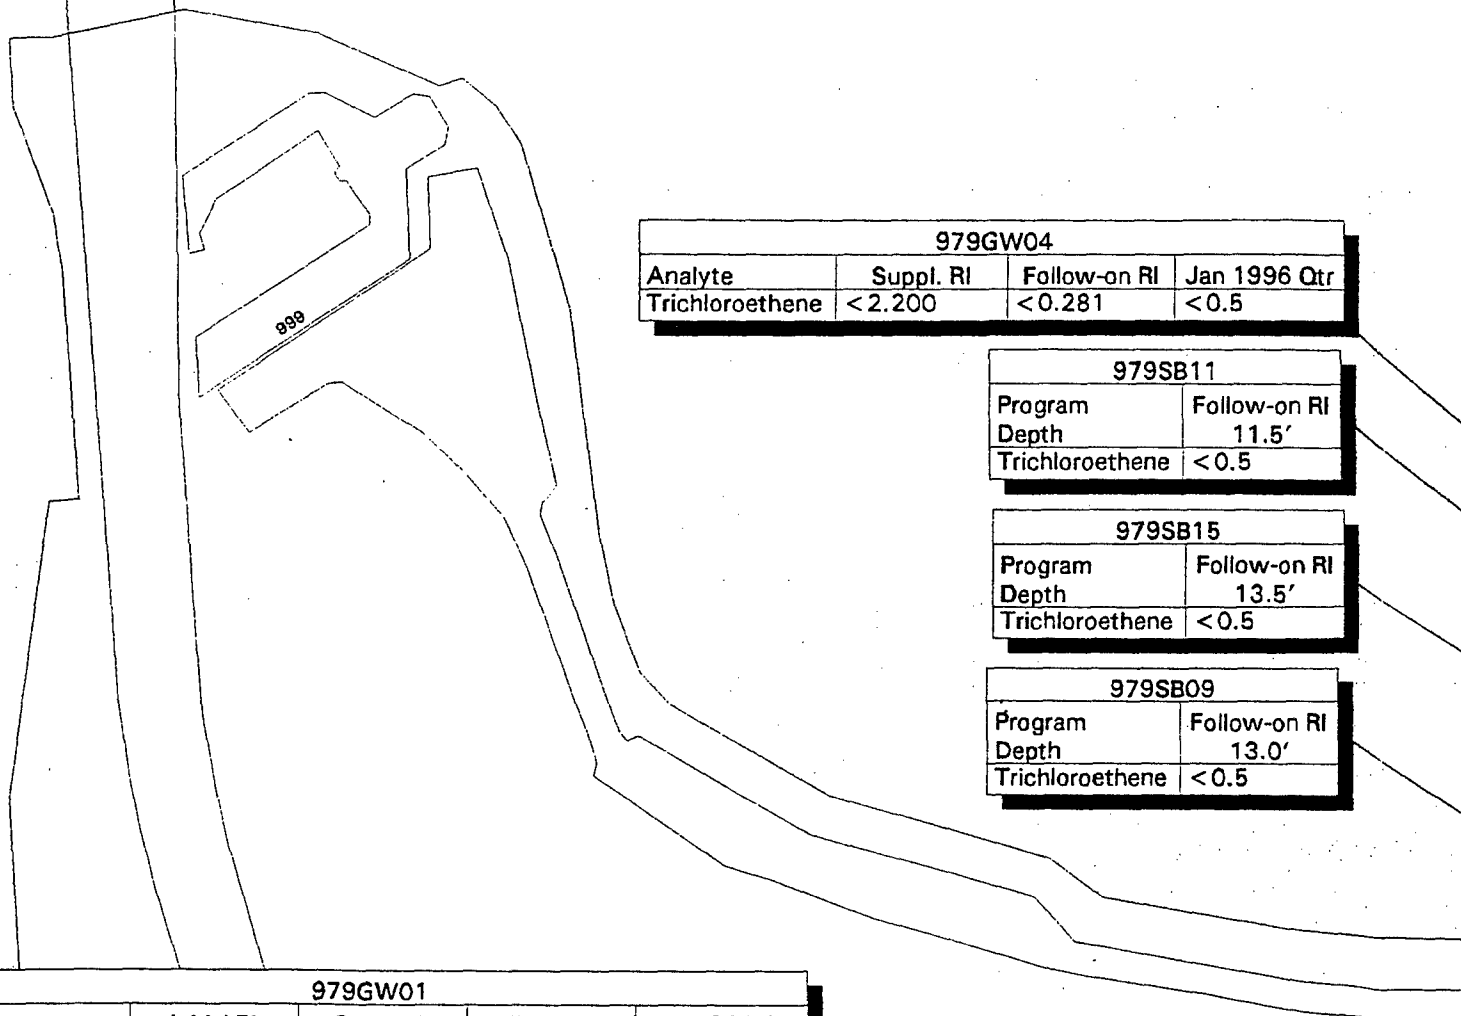 979GW04
Analyte Suppl. RI Follow-on RI Jan 1996 Qtr
Trichloroethene <2.200 <0.281 <0.5
999
979SB11
Program Follow-on RI
Depth 11.5'
Trichloroethene <0.5
979SB15
Program Follow-on RI
Depth 13.5'
Trichloroethene <0.5
979SB09
Program Follow-on RI
Depth 13.0'
Trichloroethene <0.5
979GW01